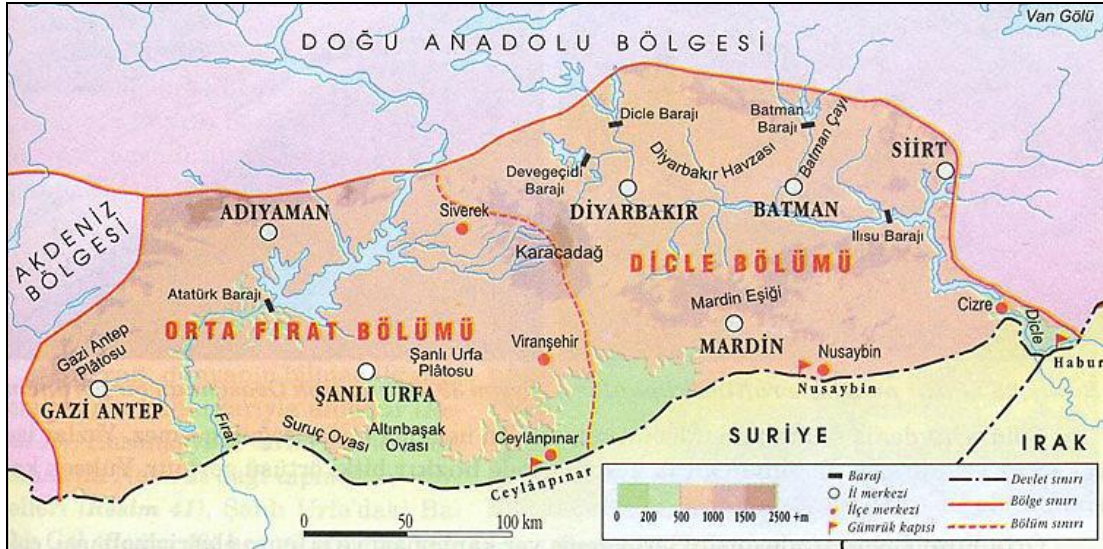 Van Gölü
DOĞU ANADOLU BÖLGESİ
AKDENİZ
BÖLGESİ
Dicle Barajı
Batman
Barajı
Batman Çayı
Diyarbakır Havzası
Devegeçidi
Barajı
SİİRT
ADIYAMAN
Siverek
DİYARBAKIR
BATMAN
Ilısu Barajı
Karacadağ
DİCLE BÖLÜMÜ
Atatürk Barajı
ORTA FIRAT BÖLÜMÜ
Mardin Eşiği
Cizre
Dicle
Gazi Antep
Plâtosu
Viranşehir
MARDİN
Nusaybin
Habur
Şanlı Urfa
Plâtosu
GAZİ ANTEP
ŞANLI URFA
Nusaybin
Fırat
Suruç Ovası
Altınbaşak
Ovası
Ceylânpınar
Ceylânpınar
SURİYE
IRAK
0 50 100 km
0 200 500 1000 1500 2500 +m
Baraj
İl merkezi
İlçe merkezi
Gümrük kapısı
Devlet sınırı
Bölge sınırı
Bölüm sınırı